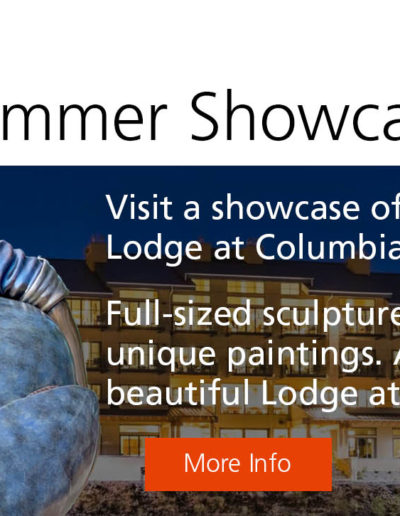 mmer Showca
Visit a showcase of
Lodge at Columbia
Full-sized sculpture
unique paintings. A
beautiful Lodge at
More Info